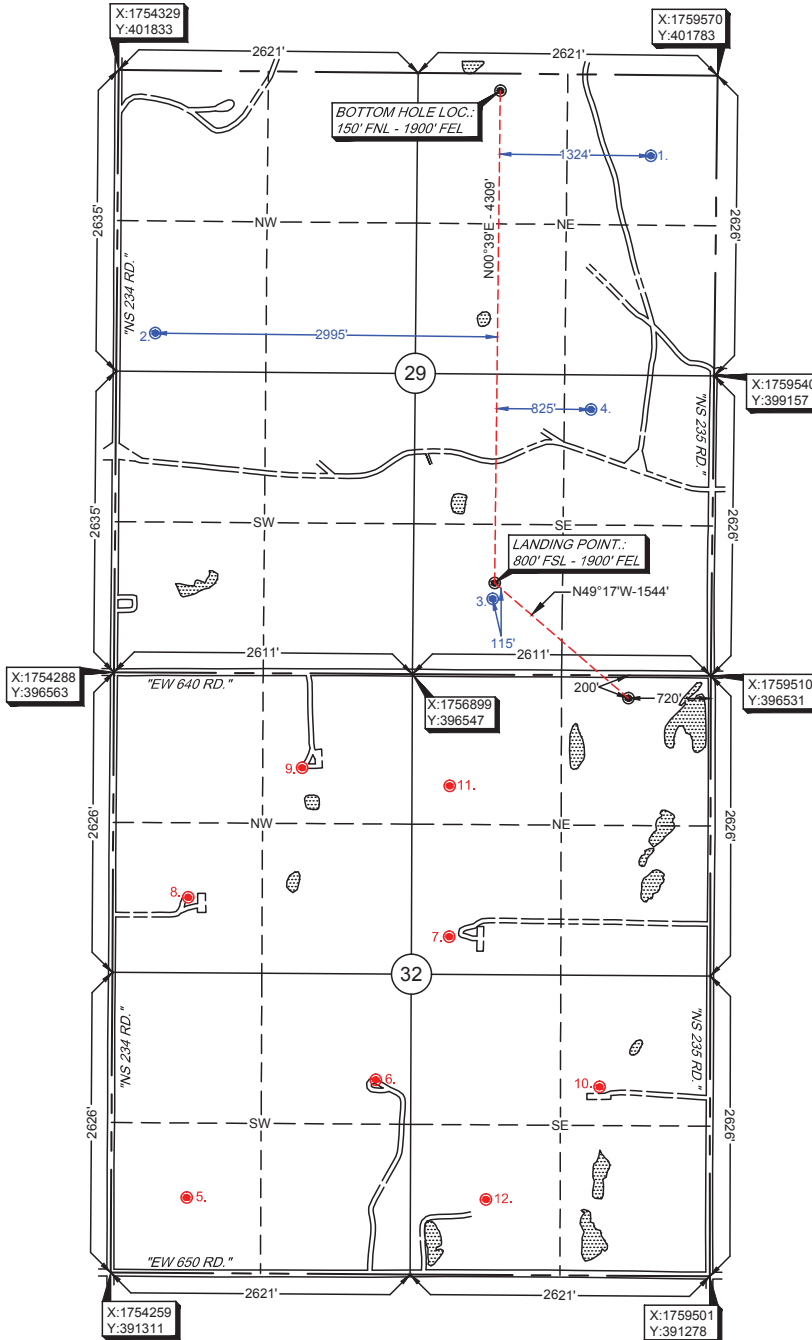 X:1754329
Y:401833
X:1759570
Y:401783
2621'
2621'
BOTTOM HOLE LOC.:
150' FNL - 1900' FEL
1324'
1.
2635'
NW
N00°39'E - 4309'
NE
2626'
"NS 234 RD."
2.
2995'
29
X:1759540
Y:399157
825'
4.
"NS 235 RD."
2635'
SW
SE
2626'
LANDING POINT.:
800' FSL - 1900' FEL
N49°17'W-1544'
3.
115'
2611'
2611'
X:1754288
Y:396563
"EW 640 RD."
X:1756899
Y:396547
200'
720'
X:1759510
Y:396531
9.
11.
2626'
NW
NE
2626'
8.
7.
32
"NS 234 RD."
"NS 235 RD."
6.
10.
2626'
SW
SE
2626'
5.
12.
"EW 650 RD."
2621'
2621'
X:1754259
Y:391311
X:1759501
Y:391278